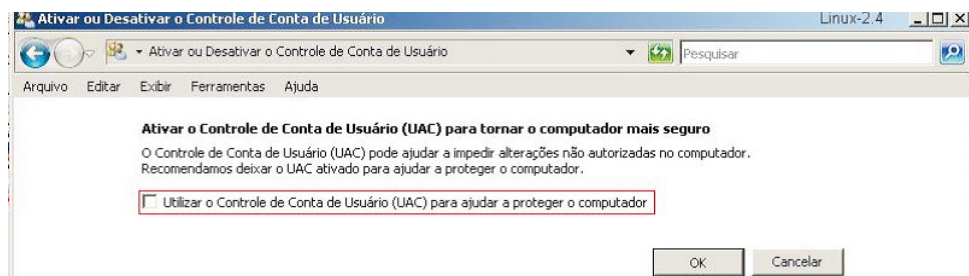 Ativar ou Desativar o Controle de Conta de Usuário
Linux-2.4
Ativar ou Desativar o Controle de Conta de Usuário
Pesquisar
Arquivo Editar Exibir Ferramentas Ajuda
Ativar o Controle de Conta de Usuário (UAC) para tornar o computador mais seguro
O Controle de Conta de Usuário (UAC) pode ajudar a impedir alterações não autorizadas no computador.
Recomendamos deixar o UAC ativado para ajudar a proteger o computador.
Utilizar o Controle de Conta de Usuário (UAC) para ajudar a proteger o computador
OK Cancelar